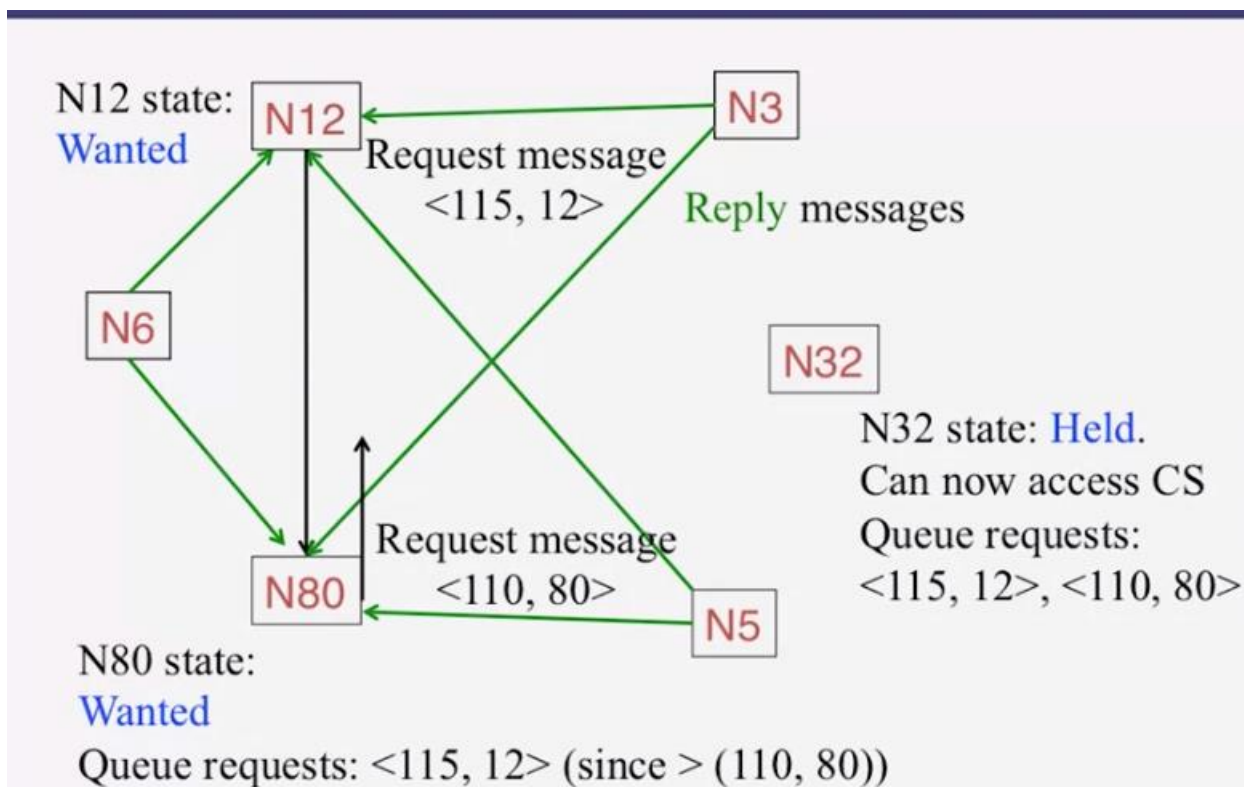 N12 state:
Wanted
N12
N3
Request message
<115, 12>
Reply messages
N6
N32
N32 state: Held.
Can now access CS
Queue requests:
<115, 12>, <110, 80>
Request message
<110, 80>
N80
N5
N80 state:
Wanted
Queue requests: <115, 12> (since > (110, 80))